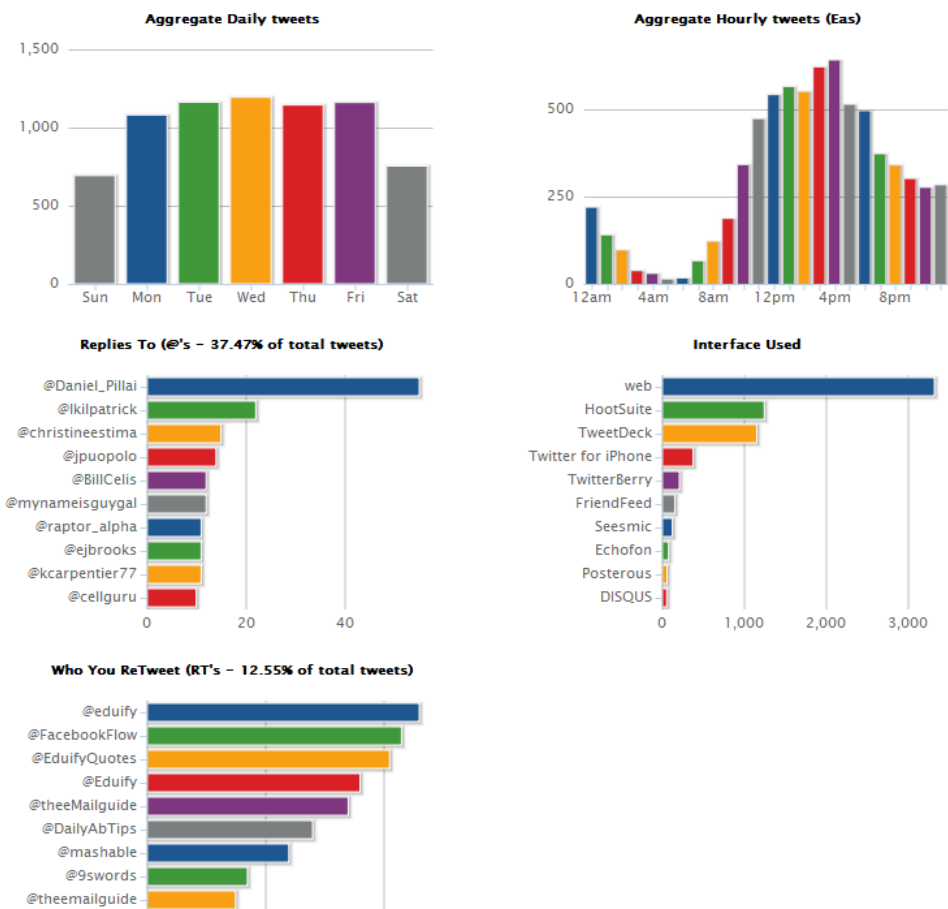 Aggregate Daily tweets
1,500
1,000
500
0
Sun Mon Tue Wed Thu Fri Sat
Aggregate Hourly tweets (Eas)
500
250
0
12am 4am 8am 12pm 4pm 8pm
Replies To (@'s - 37.47% of total tweets)
@Daniel_Pillai
@lkilpatrick
@christineestima
@jpuopolo
@BillCelis
@mynameisguygal
@raptor_alpha
@ejbrooks
@kcarpentier77
@cellguru
0 20 40
Interface Used
web
HootSuite
TweetDeck
Twitter for iPhone
TwitterBerry
FriendFeed
Seesmic
Echofon
Posterous
DISQUS
0 1,000 2,000 3,000
Who You ReTweet (RT's - 12.55% of total tweets)
@eduify
@FacebookFlow
@EduifyQuotes
@Eduify
@theeMailguide
@DailyAbTips
@mashable
@9swords
@theemailguide